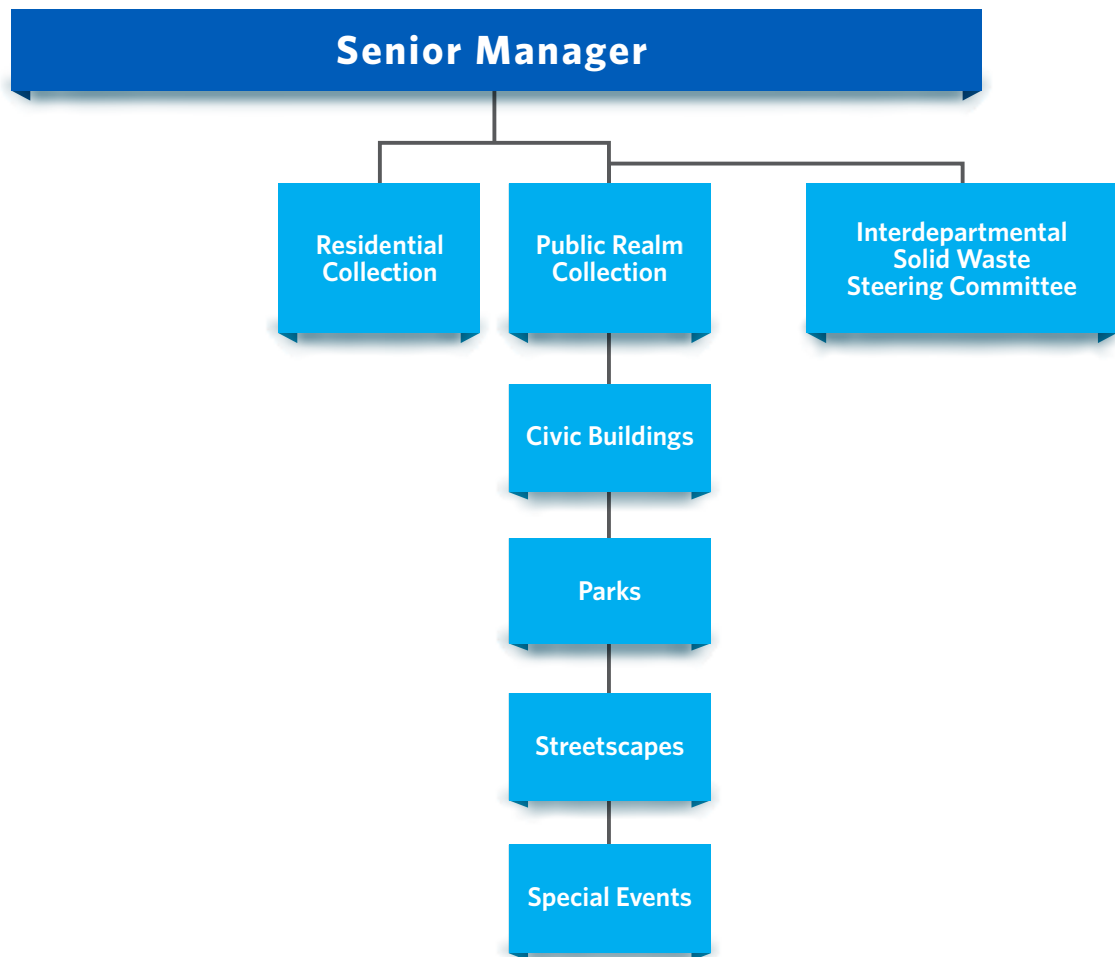 Senior Manager
Residential
Collection
Public Realm
Collection
Interdepartmental
Solid Waste
Steering Committee
Civic Buildings
Parks
Streetscapes
Special Events